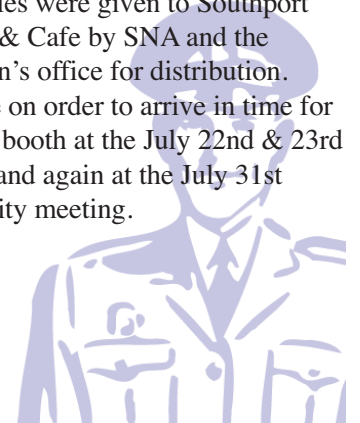 les were given to Southport
& Cafe by SNA and the
n's office for distribution.
on order to arrive in time for
booth at the July 22nd & 23rd
and again at the July 31st
ity meeting.